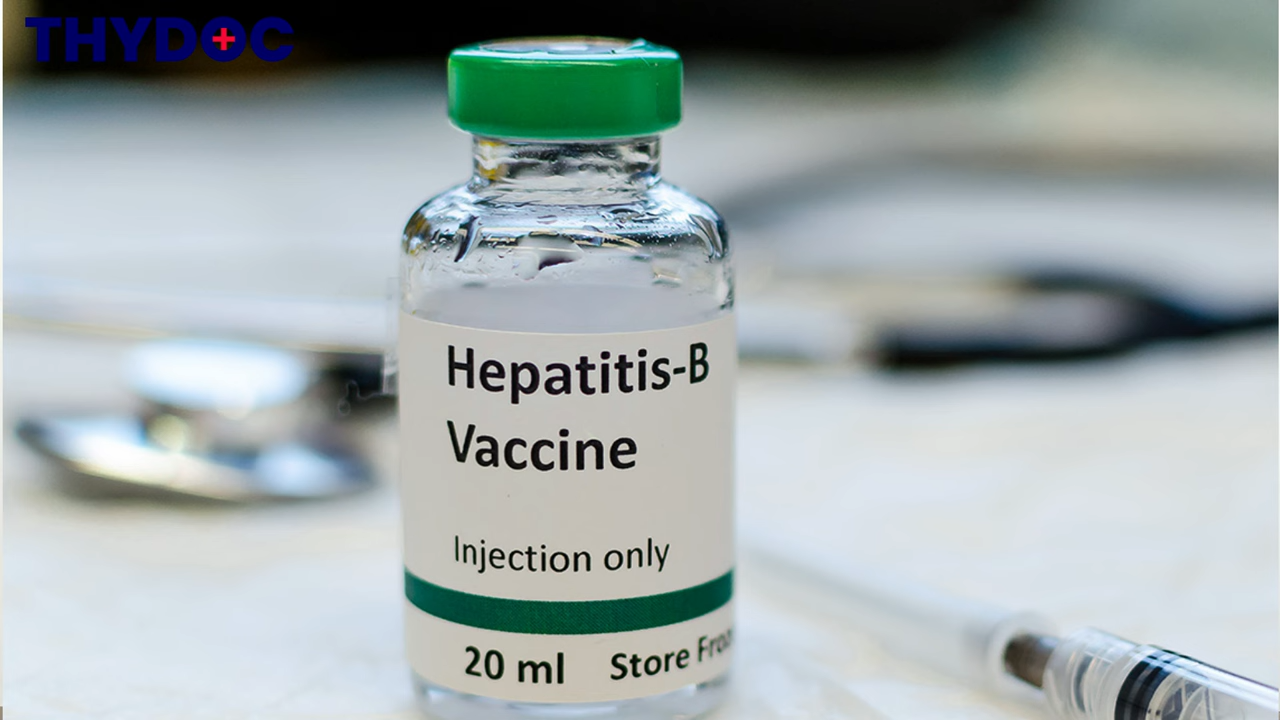 THYDOC
Hepatitis-B
Vaccine
Injection only
20 ml Store